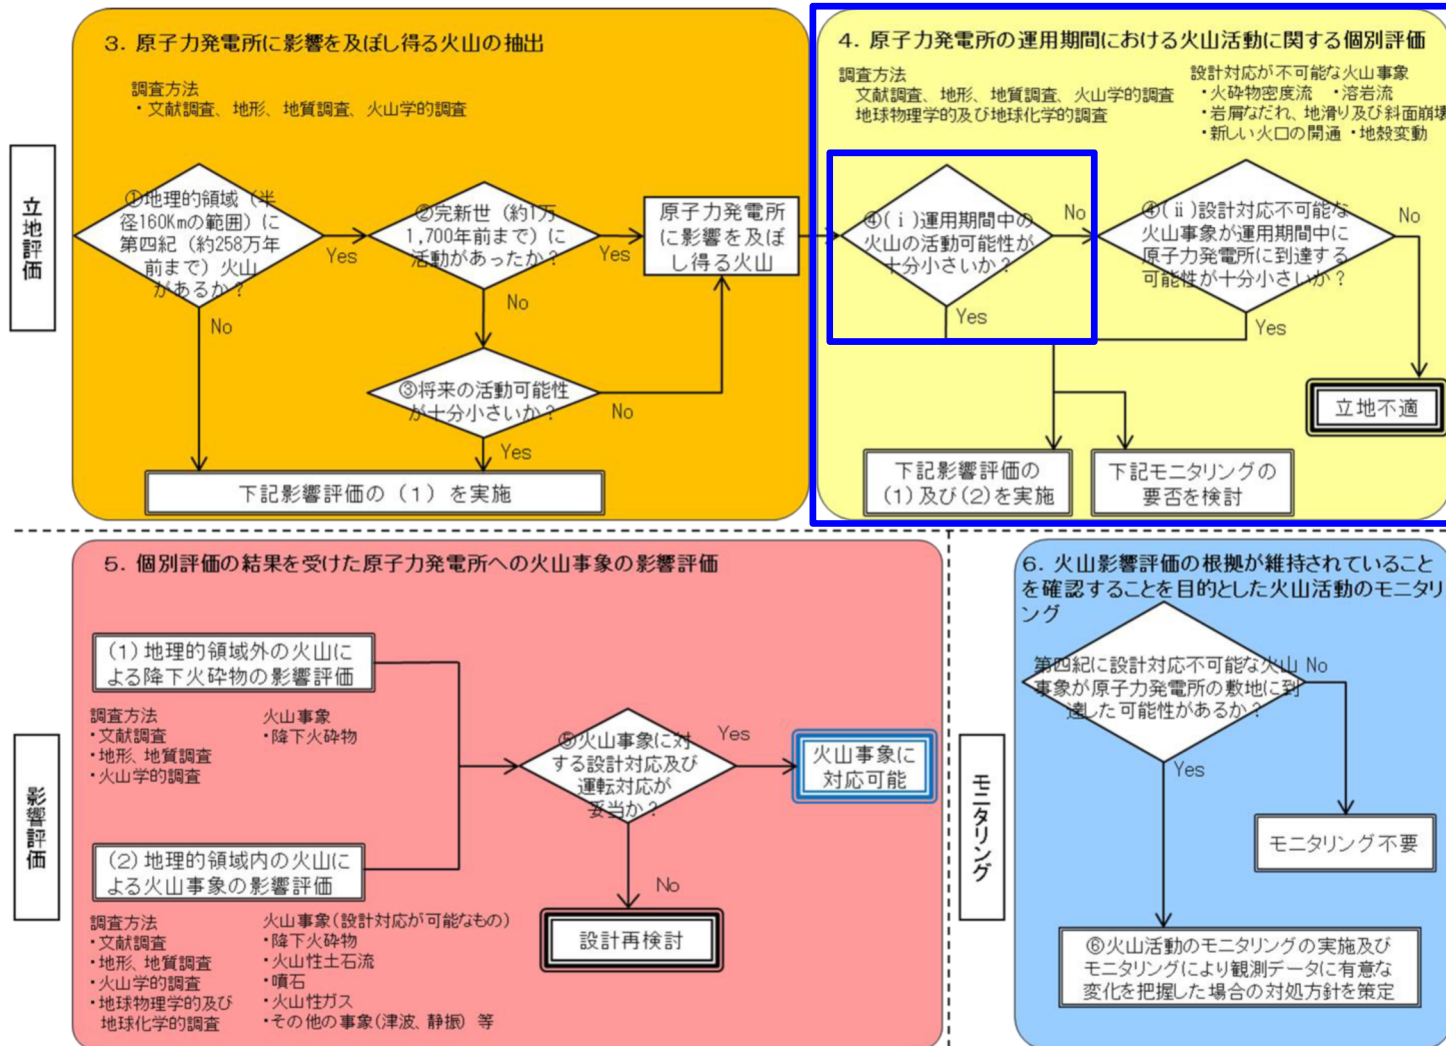 3. 原子力発電所に影響を及ぼし得る火山の抽出
調査方法
・文献調査、地形、地質調査、火山学的調査
立地評価
①地理的領域（半
径160Kmの範囲）に
第四紀（約258万年
前まで）火山
があるか？
Yes
No
②完新世（約1万
1,700年前まで）に
活動があったか？
Yes
No
原子力発電所
に影響を及ぼ
し得る火山
③将来の活動可能性
が十分小さいか？
No
Yes
下記影響評価の（1）を実施
4. 原子力発電所の運用期間における火山活動に関する個別評価
調査方法
文献調査、地形、地質調査、火山学的調査
地球物理学的及び地球化学的調査
設計対応が不可能な火山事象
・火砕物密度流 ・溶岩流
・岩屑なだれ、地滑り及び斜面崩壊
・新しい火口の開通 ・地殻変動
④(ⅰ)運用期間中の
火山の活動可能性が
十分小さいか？
No
Yes
④(ⅱ)設計対応不可能な
火山事象が運用期間中に
原子力発電所に到達する
可能性が十分小さいか？
No
Yes
立地不適
下記影響評価の
(1)及び(2)を実施
下記モニタリングの
要否を検討
5. 個別評価の結果を受けた原子力発電所への火山事象の影響評価
影響評価
(1)地理的領域外の火山に
よる降下火砕物の影響評価
調査方法
・文献調査
・地形、地質調査
・火山学的調査
火山事象
・降下火砕物
(2)地理的領域内の火山に
よる火山事象の影響評価
調査方法
・文献調査
・地形、地質調査
・火山学的調査
・地球物理学的及び
地球化学的調査
火山事象(設計対応が可能なもの)
・降下火砕物
・火山性土石流
・噴石
・火山性ガス
・その他の事象(津波、静振) 等
⑤火山事象に対
する設計対応及び
運転対応が
妥当か？
Yes
No
火山事象に
対応可能
設計再検討
モニタリング
6. 火山影響評価の根拠が維持されていること
を確認することを目的とした火山活動のモニタリ
ング
第四紀に設計対応不可能な火山
事象が原子力発電所の敷地に到
達した可能性があるか？
No
Yes
モニタリング不要
⑥火山活動のモニタリングの実施及び
モニタリングにより観測データに有意な
変化を把握した場合の対処方針を策定